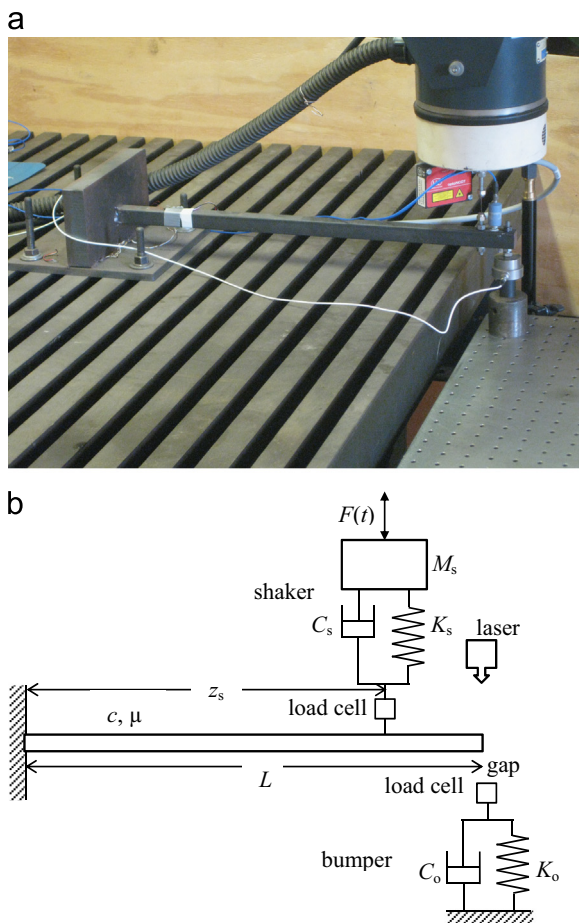 a
b
F(t)
Ms
shaker
Cs
Ks
laser
zs
load cell
c, μ
gap
L
load cell
bumper
Co
Ko